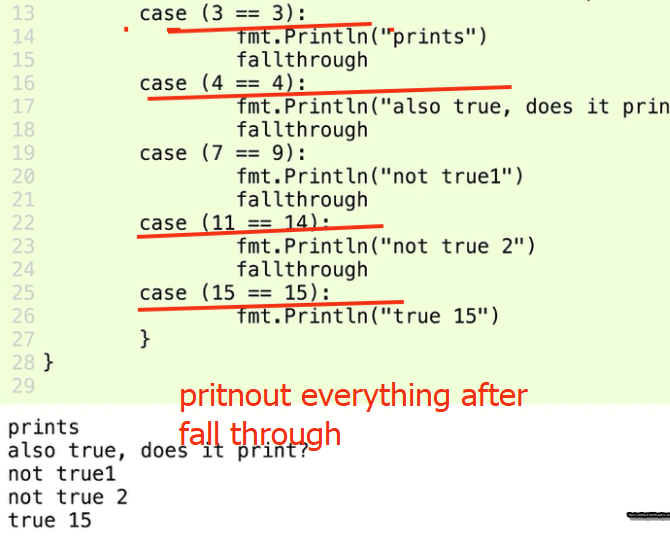 13 case (3 == 3):
14 fmt.Println("prints")
15 fallthrough
16 case (4 == 4):
17 fmt.Println("also true, does it prin
18 fallthrough
19 case (7 == 9):
20 fmt.Println("not true1")
21 fallthrough
22 case (11 == 14):
23 fmt.Println("not true 2")
24 fallthrough
25 case (15 == 15):
26 fmt.Println("true 15")
27 }
28 }
29
pritnout everything after
fall through
prints
also true, does it print?
not true1
not true 2
true 15